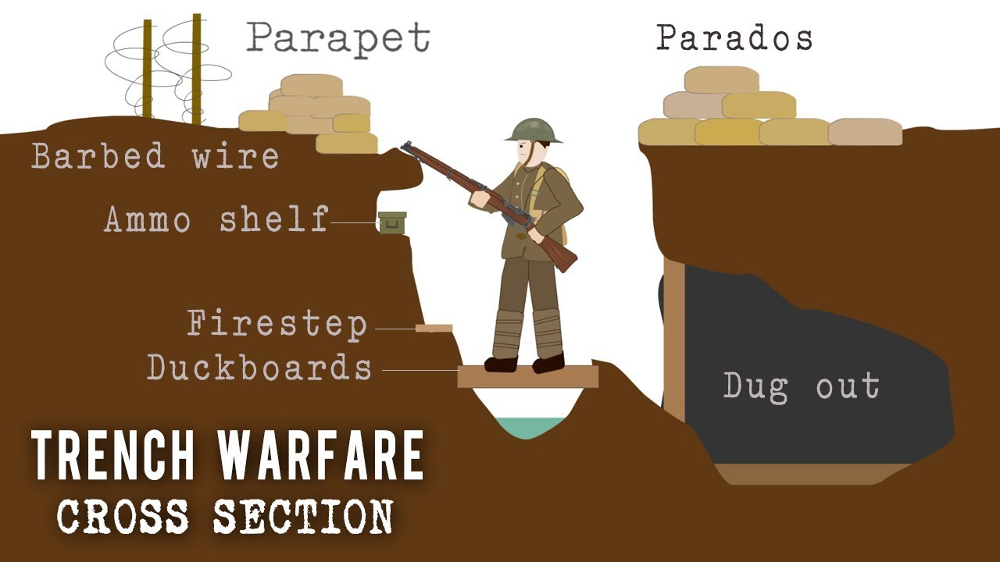 Parapet
Parados
Barbed wire
Ammo shelf
Firestep
Duckboards
Dug out
TRENCH WARFARE
CROSS SECTION